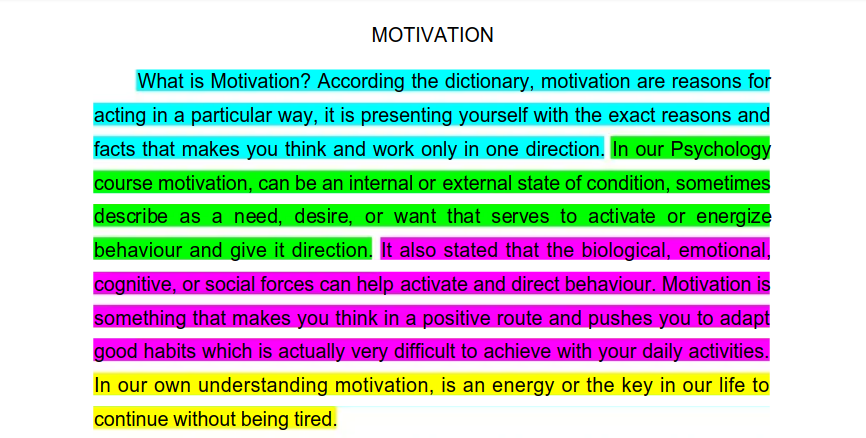 MOTIVATION
What is Motivation? According the dictionary, motivation are reasons for
acting in a particular way, it is presenting yourself with the exact reasons and
facts that makes you think and work only in one direction. In our Psychology
course motivation, can be an internal or external state of condition, sometimes
describe as a need, desire, or want that serves to activate or energize
behaviour and give it direction. It also stated that the biological, emotional,
cognitive, or social forces can help activate and direct behaviour. Motivation is
something that makes you think in a positive route and pushes you to adapt
good habits which is actually very difficult to achieve with your daily activities.
In our own understanding motivation, is an energy or the key in our life to
continue without being tired.